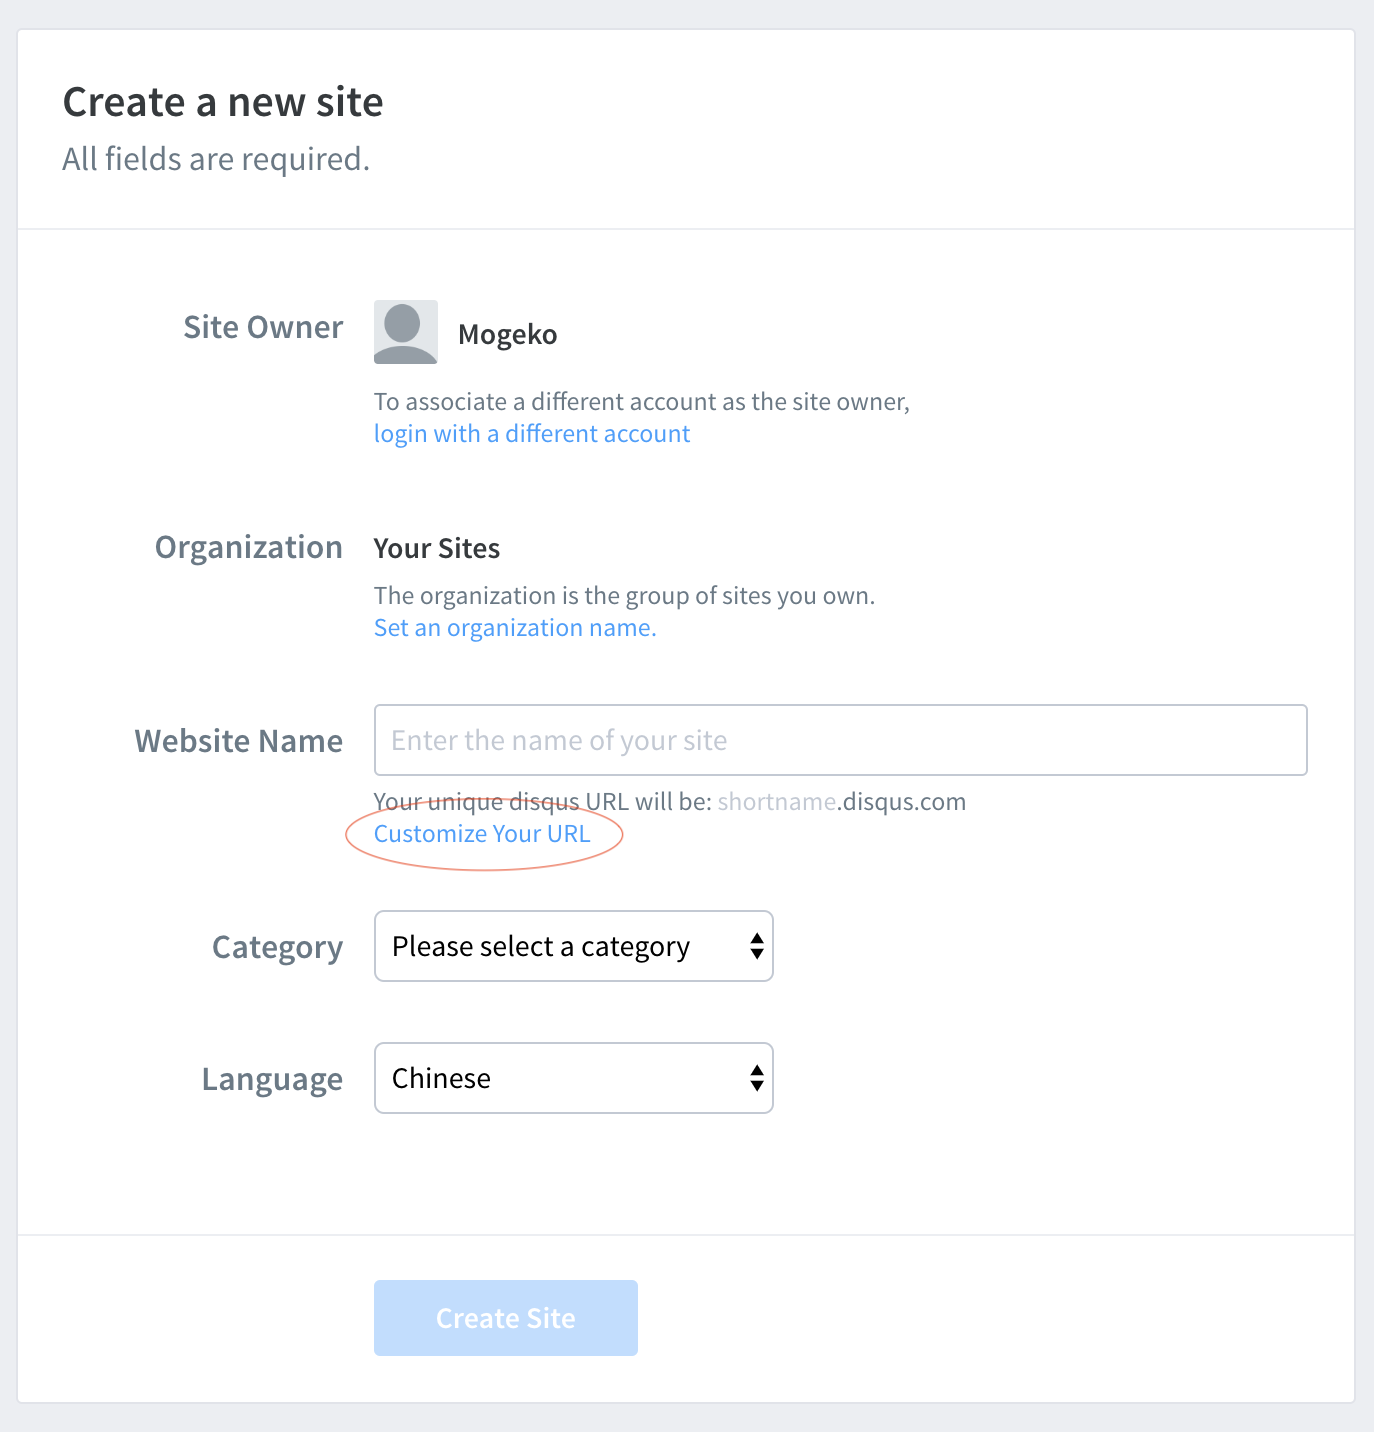 Create a new site
All fields are required.
Site Owner
Mogeko
To associate a different account as the site owner,
login with a different account
Organization
Your Sites
The organization is the group of sites you own.
Set an organization name.
Website Name
Enter the name of your site
Your unique disqus URL will be: shortname.disqus.com
Customize Your URL
Category
Please select a category
Language
Chinese
Create Site